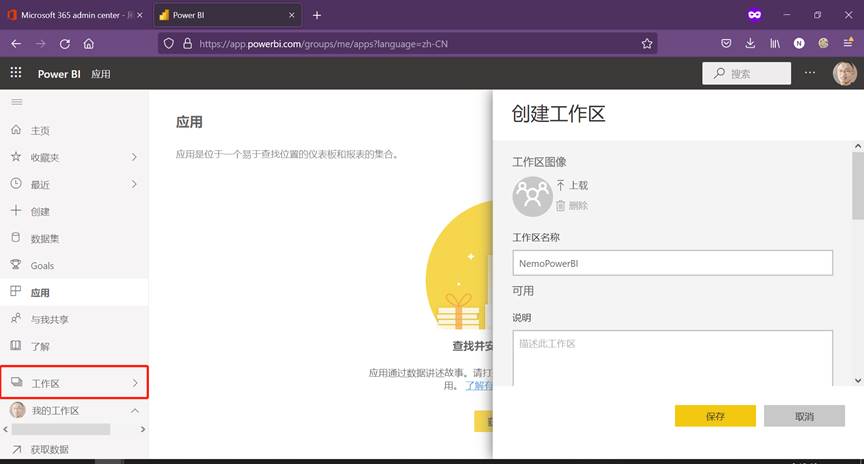 Microsoft 365 admin center - 
Power BI
https://app.powerbi.com/groups/me/apps?language=zh-CN
Power BI 应用
搜索
主页
收藏夹
最近
创建
数据集
Goals
应用
与我共享
了解
工作区
我的工作区
获取数据
应用
应用是位于一个易于查找位置的仪表板和报表的集合。
查找并安
应用通过数据讲述故事。请打
用。 了解有
创建工作区
工作区图像
上载
删除
工作区名称
NemoPowerBI
可用
说明
描述此工作区
保存
取消